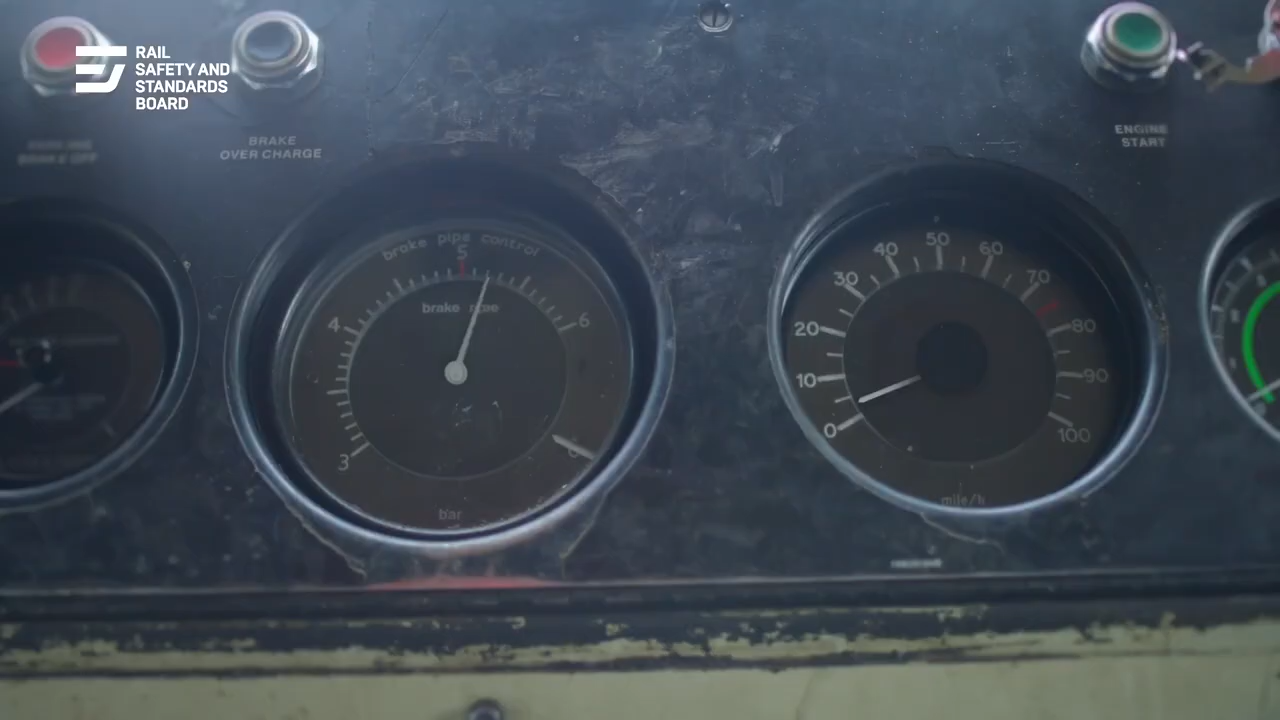 RAIL
SAFETY AND
STANDARDS
BOARD
BRAKE
OVER CHARGE
ENGINE
START
brake pipe control
5
brake pipe
4
6
3
bar
50
40
60
30
70
20
80
10
90
0
100
mile/h